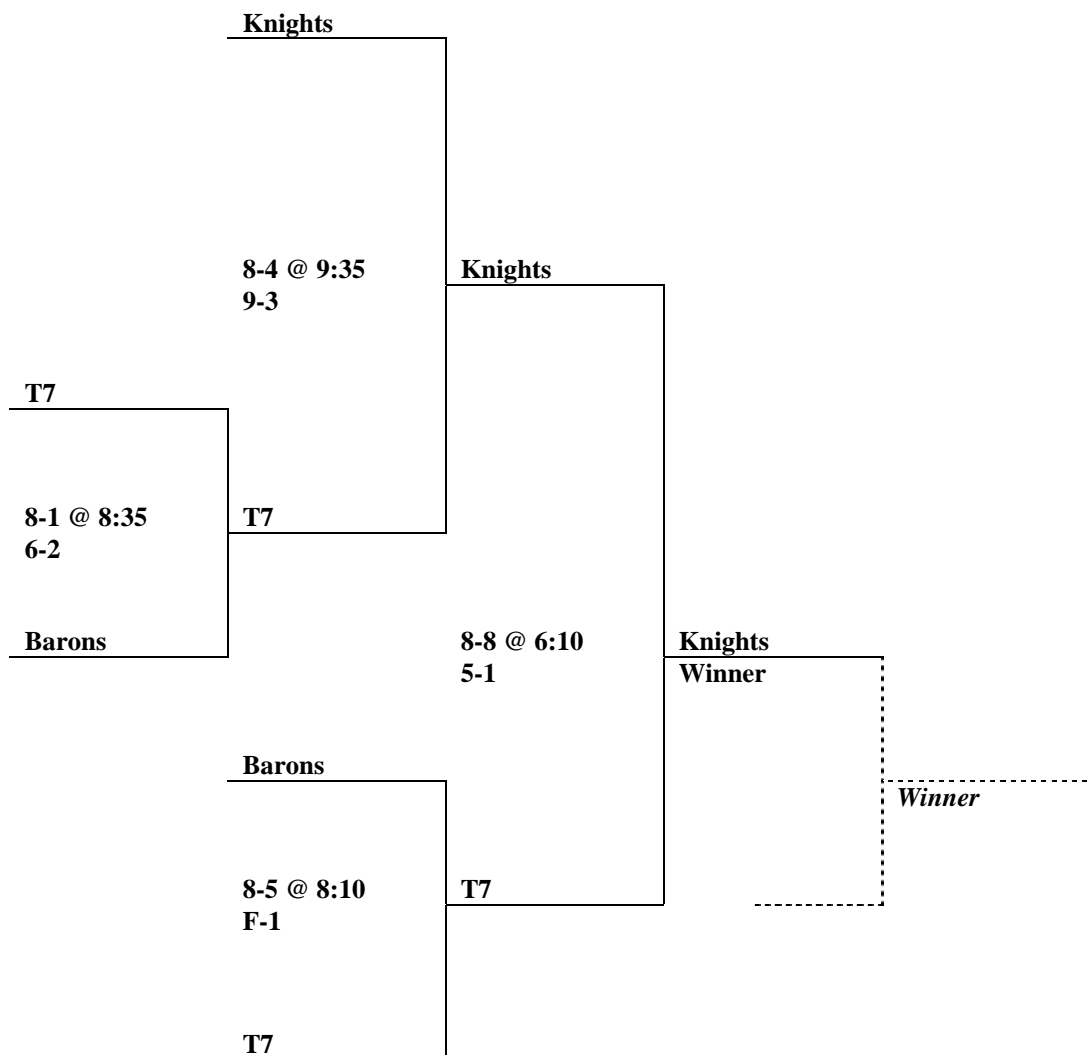 Knights
8-4 @ 9:35
9-3
Knights
T7
8-1 @ 8:35
6-2
T7
Barons
8-8 @ 6:10
5-1
Knights
Winner
Barons
Winner
8-5 @ 8:10
F-1
T7
T7